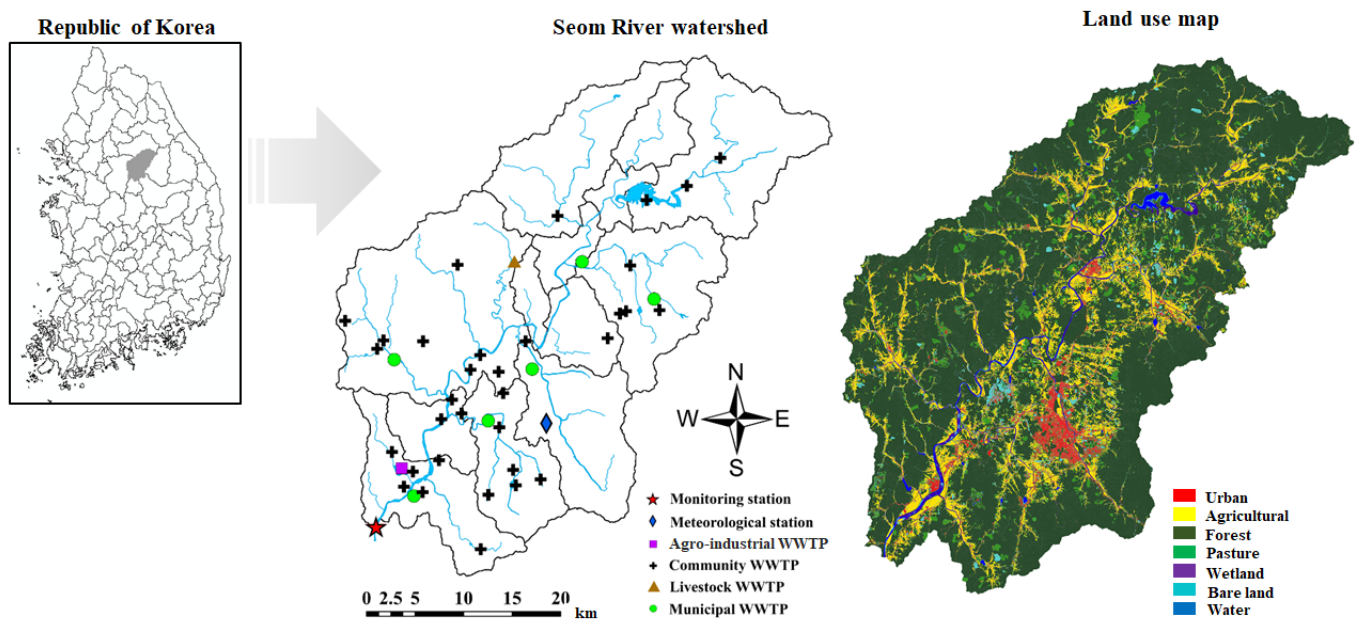 Republic of Korea
Seom River watershed
Land use map
N
W
E
S
Monitoring station
Meteorological station
Agro-industrial WWTP
Community WWTP
Livestock WWTP
Municipal WWTP
0 2.5 5 10 15 20
km
Urban
Agricultural
Forest
Pasture
Wetland
Bare land
Water